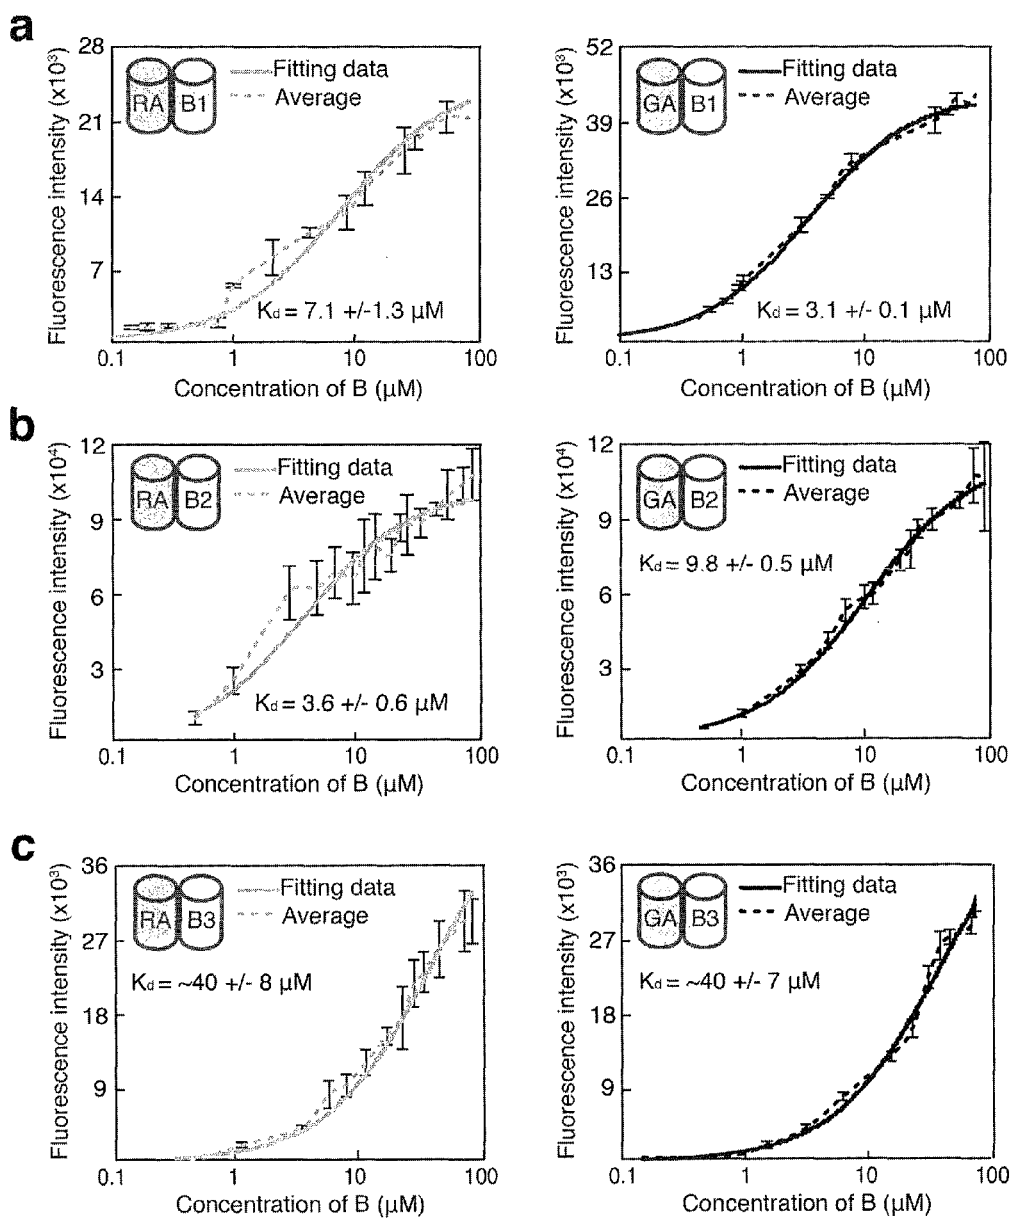 a
28
21
14
7
Fluorescence intensity (x10³)
RA B1
Fitting data
Average
K_d = 7.1 +/-1.3 µM
0.1 1 10 100
Concentration of B (µM)
52
39
26
13
Fluorescence intensity (x10³)
GA B1
Fitting data
Average
K_d = 3.1 +/- 0.1 µM
0.1 1 10 100
Concentration of B (µM)
b
12
9
6
3
Fluorescence intensity (x10⁴)
RA B2
Fitting data
Average
K_d = 3.6 +/- 0.6 µM
0.1 1 10 100
Concentration of B (µM)
12
9
6
3
Fluorescence intensity (x10⁴)
GA B2
Fitting data
Average
K_d = 9.8 +/- 0.5 µM
0.1 1 10 100
Concentration of B (µM)
c
36
27
18
9
Fluorescence intensity (x10³)
RA B3
Fitting data
Average
K_d = ~40 +/- 8 µM
0.1 1 10 100
Concentration of B (µM)
36
27
18
9
Fluorescence intensity (x10³)
GA B3
Fitting data
Average
K_d = ~40 +/- 7 µM
0.1 1 10 100
Concentration of B (µM)